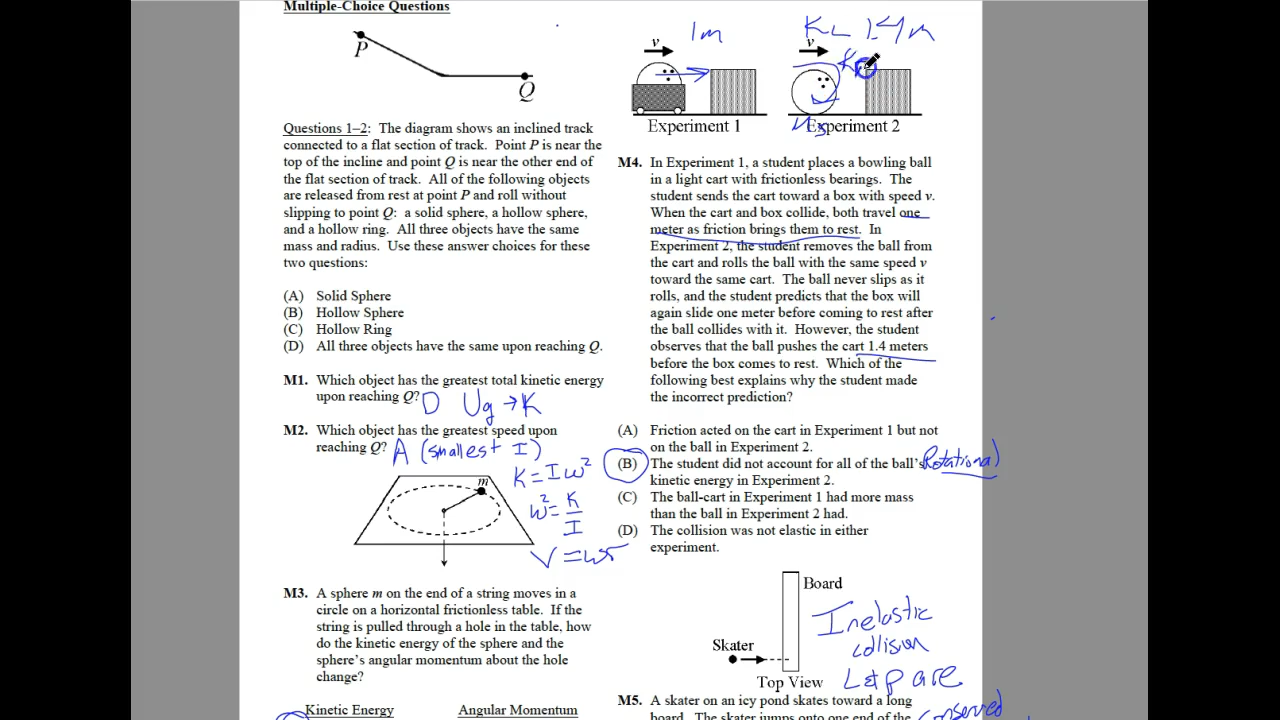 Multiple-Choice Questions
P
Q
Questions 1–2: The diagram shows an inclined track
connected to a flat section of track. Point P is near the
top of the incline and point Q is near the other end of
the flat section of track. All of the following objects
are released from rest at point P and roll without
slipping to point Q: a solid sphere, a hollow sphere,
and a hollow ring. All three objects have the same
mass and radius. Use these answer choices for these
two questions:
(A) Solid Sphere
(B) Hollow Sphere
(C) Hollow Ring
(D) All three objects have the same upon reaching Q.
M1. Which object has the greatest total kinetic energy
upon reaching Q? D Ug → K
M2. Which object has the greatest speed upon
reaching Q? A (smallest I)
K = Iω²
ω² = K/I
V = ωr
m
M3. A sphere m on the end of a string moves in a
circle on a horizontal frictionless table. If the
string is pulled through a hole in the table, how
do the kinetic energy of the sphere and the
sphere's angular momentum about the hole
change?
Kinetic Energy Angular Momentum
1m
KL 1.4m
v
v
Experiment 1
Experiment 2
M4. In Experiment 1, a student places a bowling ball
in a light cart with frictionless bearings. The
student sends the cart toward a box with speed v.
When the cart and box collide, both travel one
meter as friction brings them to rest. In
Experiment 2, the student removes the ball from
the cart and rolls the ball with the same speed v
toward the same cart. The ball never slips as it
rolls, and the student predicts that the box will
again slide one meter before coming to rest after
the ball collides with it. However, the student
observes that the ball pushes the cart 1.4 meters
before the box comes to rest. Which of the
following best explains why the student made
the incorrect prediction?
(A) Friction acted on the cart in Experiment 1 but not
on the ball in Experiment 2.
(B) The student did not account for all of the ball's Rotational
kinetic energy in Experiment 2.
(C) The ball-cart in Experiment 1 had more mass
than the ball in Experiment 2 had.
(D) The collision was not elastic in either
experiment.
Board
Skater
Top View
Inelastic
collision
L & p are
conserved
M5. A skater on an icy pond skates toward a long
board. The skater jumps onto one end of the